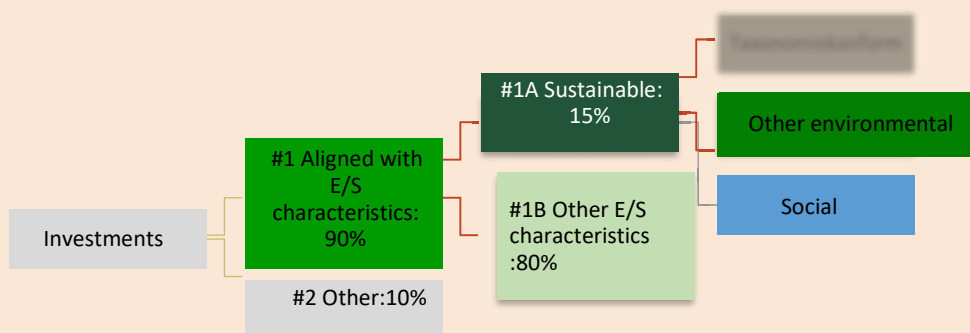 Taxonomiekonform
#1A Sustainable:
15%
Other environmental
#1 Aligned with
E/S
characteristics:
90%
#1B Other E/S
characteristics
:80%
Social
Investments
#2 Other:10%